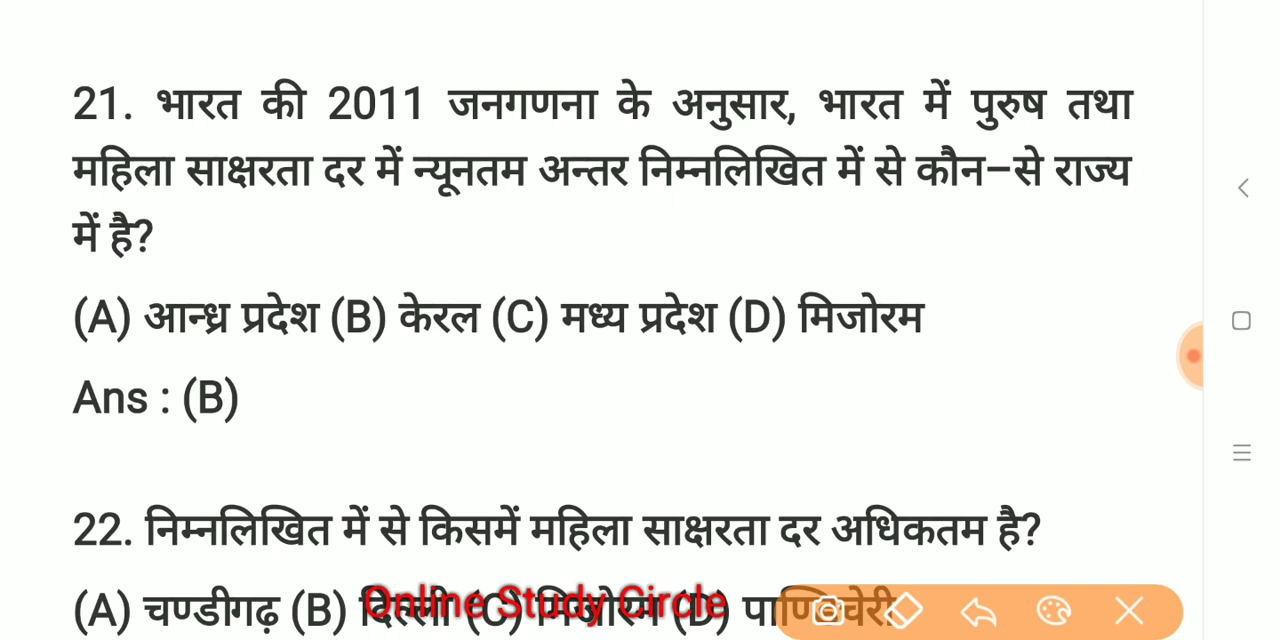 21. भारत की 2011 जनगणना के अनुसार, भारत में पुरुष तथा
महिला साक्षरता दर में न्यूनतम अन्तर निम्नलिखित में से कौन–से राज्य
में है?
(A) आन्ध्र प्रदेश (B) केरल (C) मध्य प्रदेश (D) मिजोरम
Ans : (B)
22. निम्नलिखित में से किसमें महिला साक्षरता दर अधिकतम है?
(A) चण्डीगढ़ (B) दिल्ली (C) मिजोरम (D) पाण्डिचेरी
Online Study Circle